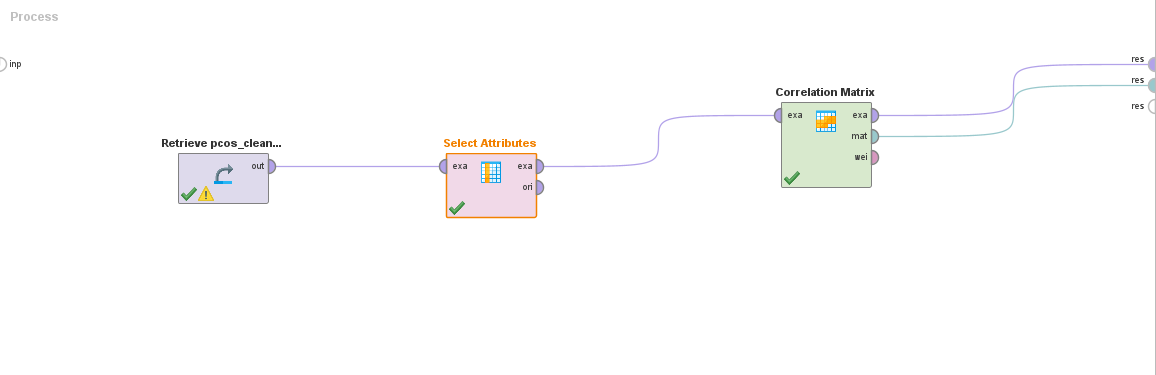 Process
inp
res
res
res
Retrieve pcos_clean...
out
Select Attributes
exa
exa
ori
Correlation Matrix
exa
exa
mat
wei